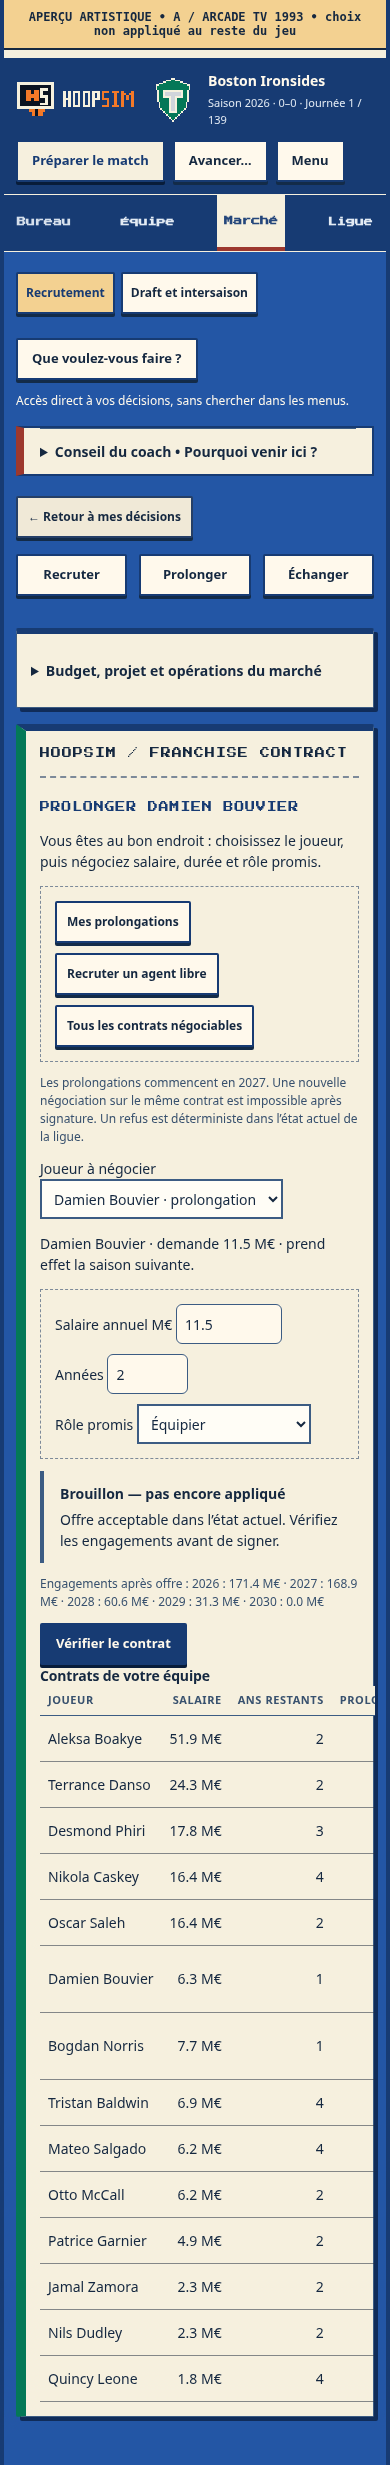 APERÇU ARTISTIQUE • A / ARCADE TV 1993 • choix
non appliqué au reste du jeu
HS HOOPSIM
T
Boston Ironsides
Saison 2026 · 0–0 · Journée 1 /
139
Préparer le match
Avancer…
Menu
Bureau
Équipe
Marché
Ligue
Recrutement
Draft et intersaison
Que voulez-vous faire ?
Accès direct à vos décisions, sans chercher dans les menus.
▶ Conseil du coach • Pourquoi venir ici ?
← Retour à mes décisions
Recruter
Prolonger
Échanger
▶ Budget, projet et opérations du marché
HOOPSIM / FRANCHISE CONTRACT
PROLONGER DAMIEN BOUVIER
Vous êtes au bon endroit : choisissez le joueur,
puis négociez salaire, durée et rôle promis.
Mes prolongations
Recruter un agent libre
Tous les contrats négociables
Les prolongations commencent en 2027. Une nouvelle
négociation sur le même contrat est impossible après
signature. Un refus est déterministe dans l’état actuel de
la ligue.
Joueur à négocier
Damien Bouvier · prolongation
Damien Bouvier · demande 11.5 M€ · prend
effet la saison suivante.
Salaire annuel M€ 11.5
Années 2
Rôle promis Équipier
Brouillon — pas encore appliqué
Offre acceptable dans l’état actuel. Vérifiez
les engagements avant de signer.
Engagements après offre : 2026 : 171.4 M€ · 2027 : 168.9
M€ · 2028 : 60.6 M€ · 2029 : 31.3 M€ · 2030 : 0.0 M€
Vérifier le contrat
Contrats de votre équipe
JOUEUR SALAIRE ANS RESTANTS PROLO
Aleksa Boakye 51.9 M€ 2
Terrance Danso 24.3 M€ 2
Desmond Phiri 17.8 M€ 3
Nikola Caskey 16.4 M€ 4
Oscar Saleh 16.4 M€ 2
Damien Bouvier 6.3 M€ 1
Bogdan Norris 7.7 M€ 1
Tristan Baldwin 6.9 M€ 4
Mateo Salgado 6.2 M€ 4
Otto McCall 6.2 M€ 2
Patrice Garnier 4.9 M€ 2
Jamal Zamora 2.3 M€ 2
Nils Dudley 2.3 M€ 2
Quincy Leone 1.8 M€ 4